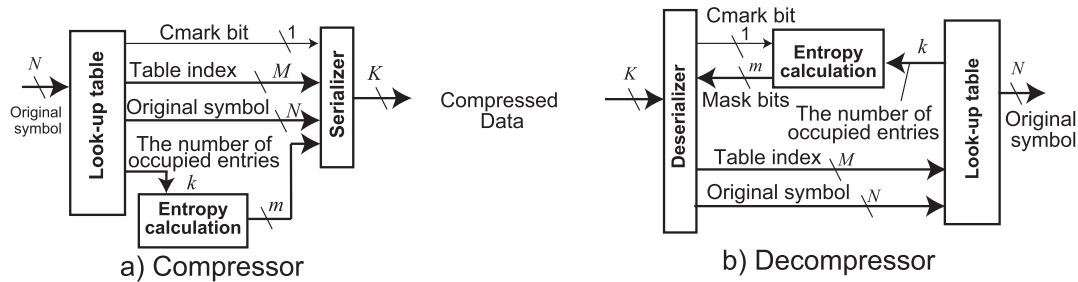 Cmark bit
1
Table index
M
Original symbol
N
The number of
occupied entries
k
Entropy
calculation
m
N
Original
symbol
Look-up table
Serializer
K
a) Compressor
Compressed
Data
K
Deserializer
Cmark bit
1
m
Mask bits
Entropy
calculation
k
The number of
occupied entries
Table index
M
Original symbol
N
Look-up table
N
Original
symbol
b) Decompressor